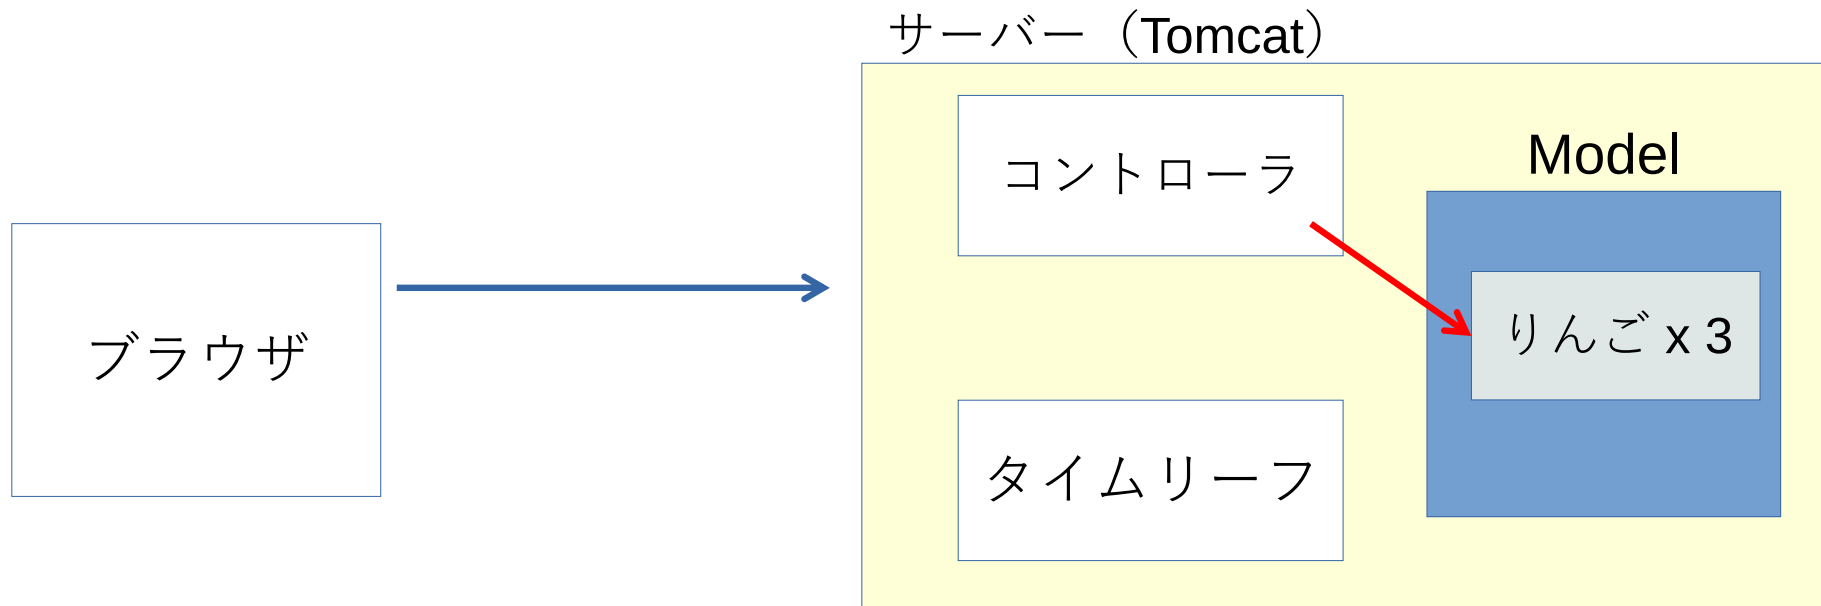 サーバー（Tomcat）
コントローラ
Model
ブラウザ
りんご x 3
タイムリーフ